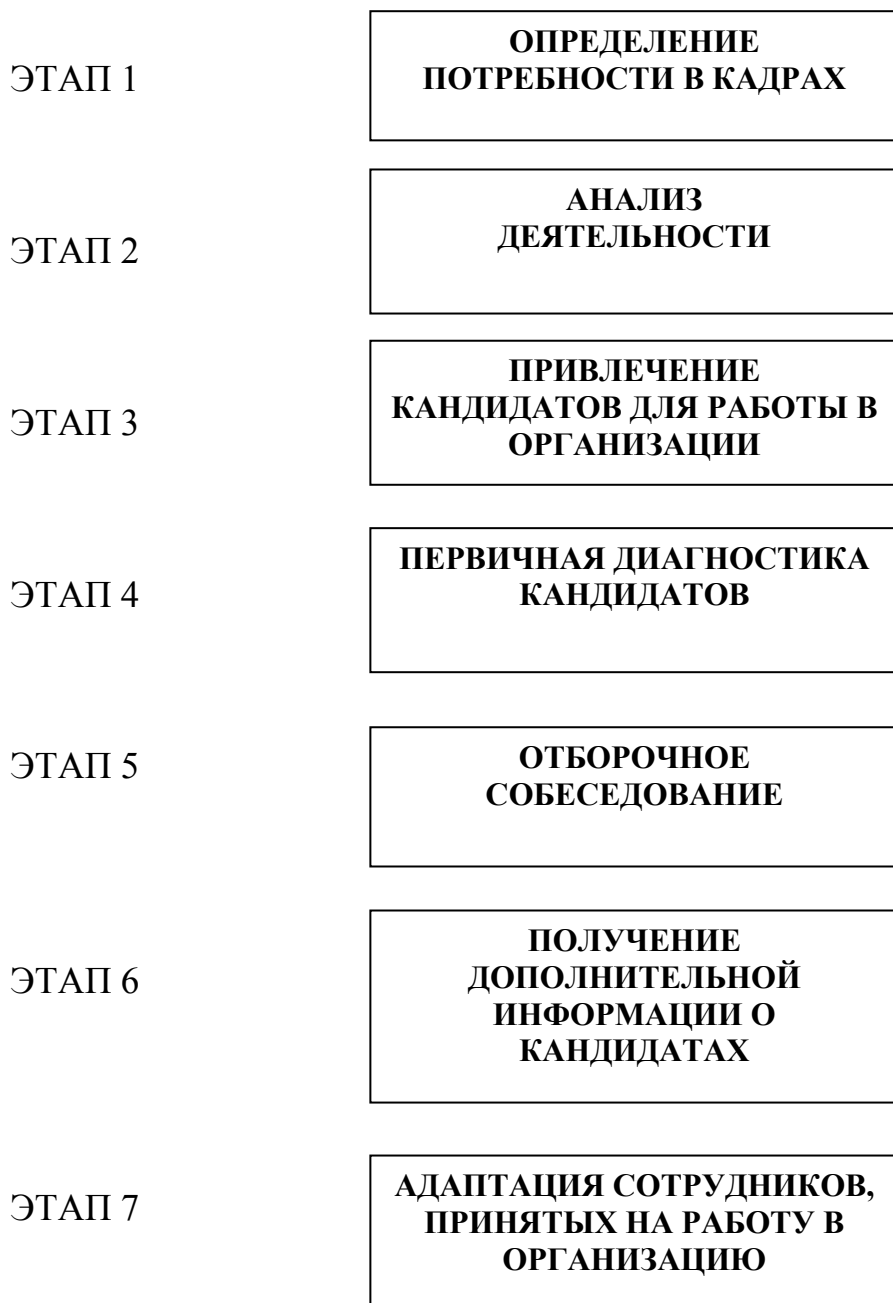 ЭТАП 1
ОПРЕДЕЛЕНИЕ
ПОТРЕБНОСТИ В КАДРАХ
ЭТАП 2
АНАЛИЗ
ДЕЯТЕЛЬНОСТИ
ЭТАП 3
ПРИВЛЕЧЕНИЕ
КАНДИДАТОВ ДЛЯ РАБОТЫ В
ОРГАНИЗАЦИИ
ЭТАП 4
ПЕРВИЧНАЯ ДИАГНОСТИКА
КАНДИДАТОВ
ЭТАП 5
ОТБОРОЧНОЕ
СОБЕСЕДОВАНИЕ
ЭТАП 6
ПОЛУЧЕНИЕ
ДОПОЛНИТЕЛЬНОЙ
ИНФОРМАЦИИ О
КАНДИДАТАХ
ЭТАП 7
АДАПТАЦИЯ СОТРУДНИКОВ,
ПРИНЯТЫХ НА РАБОТУ В
ОРГАНИЗАЦИЮ